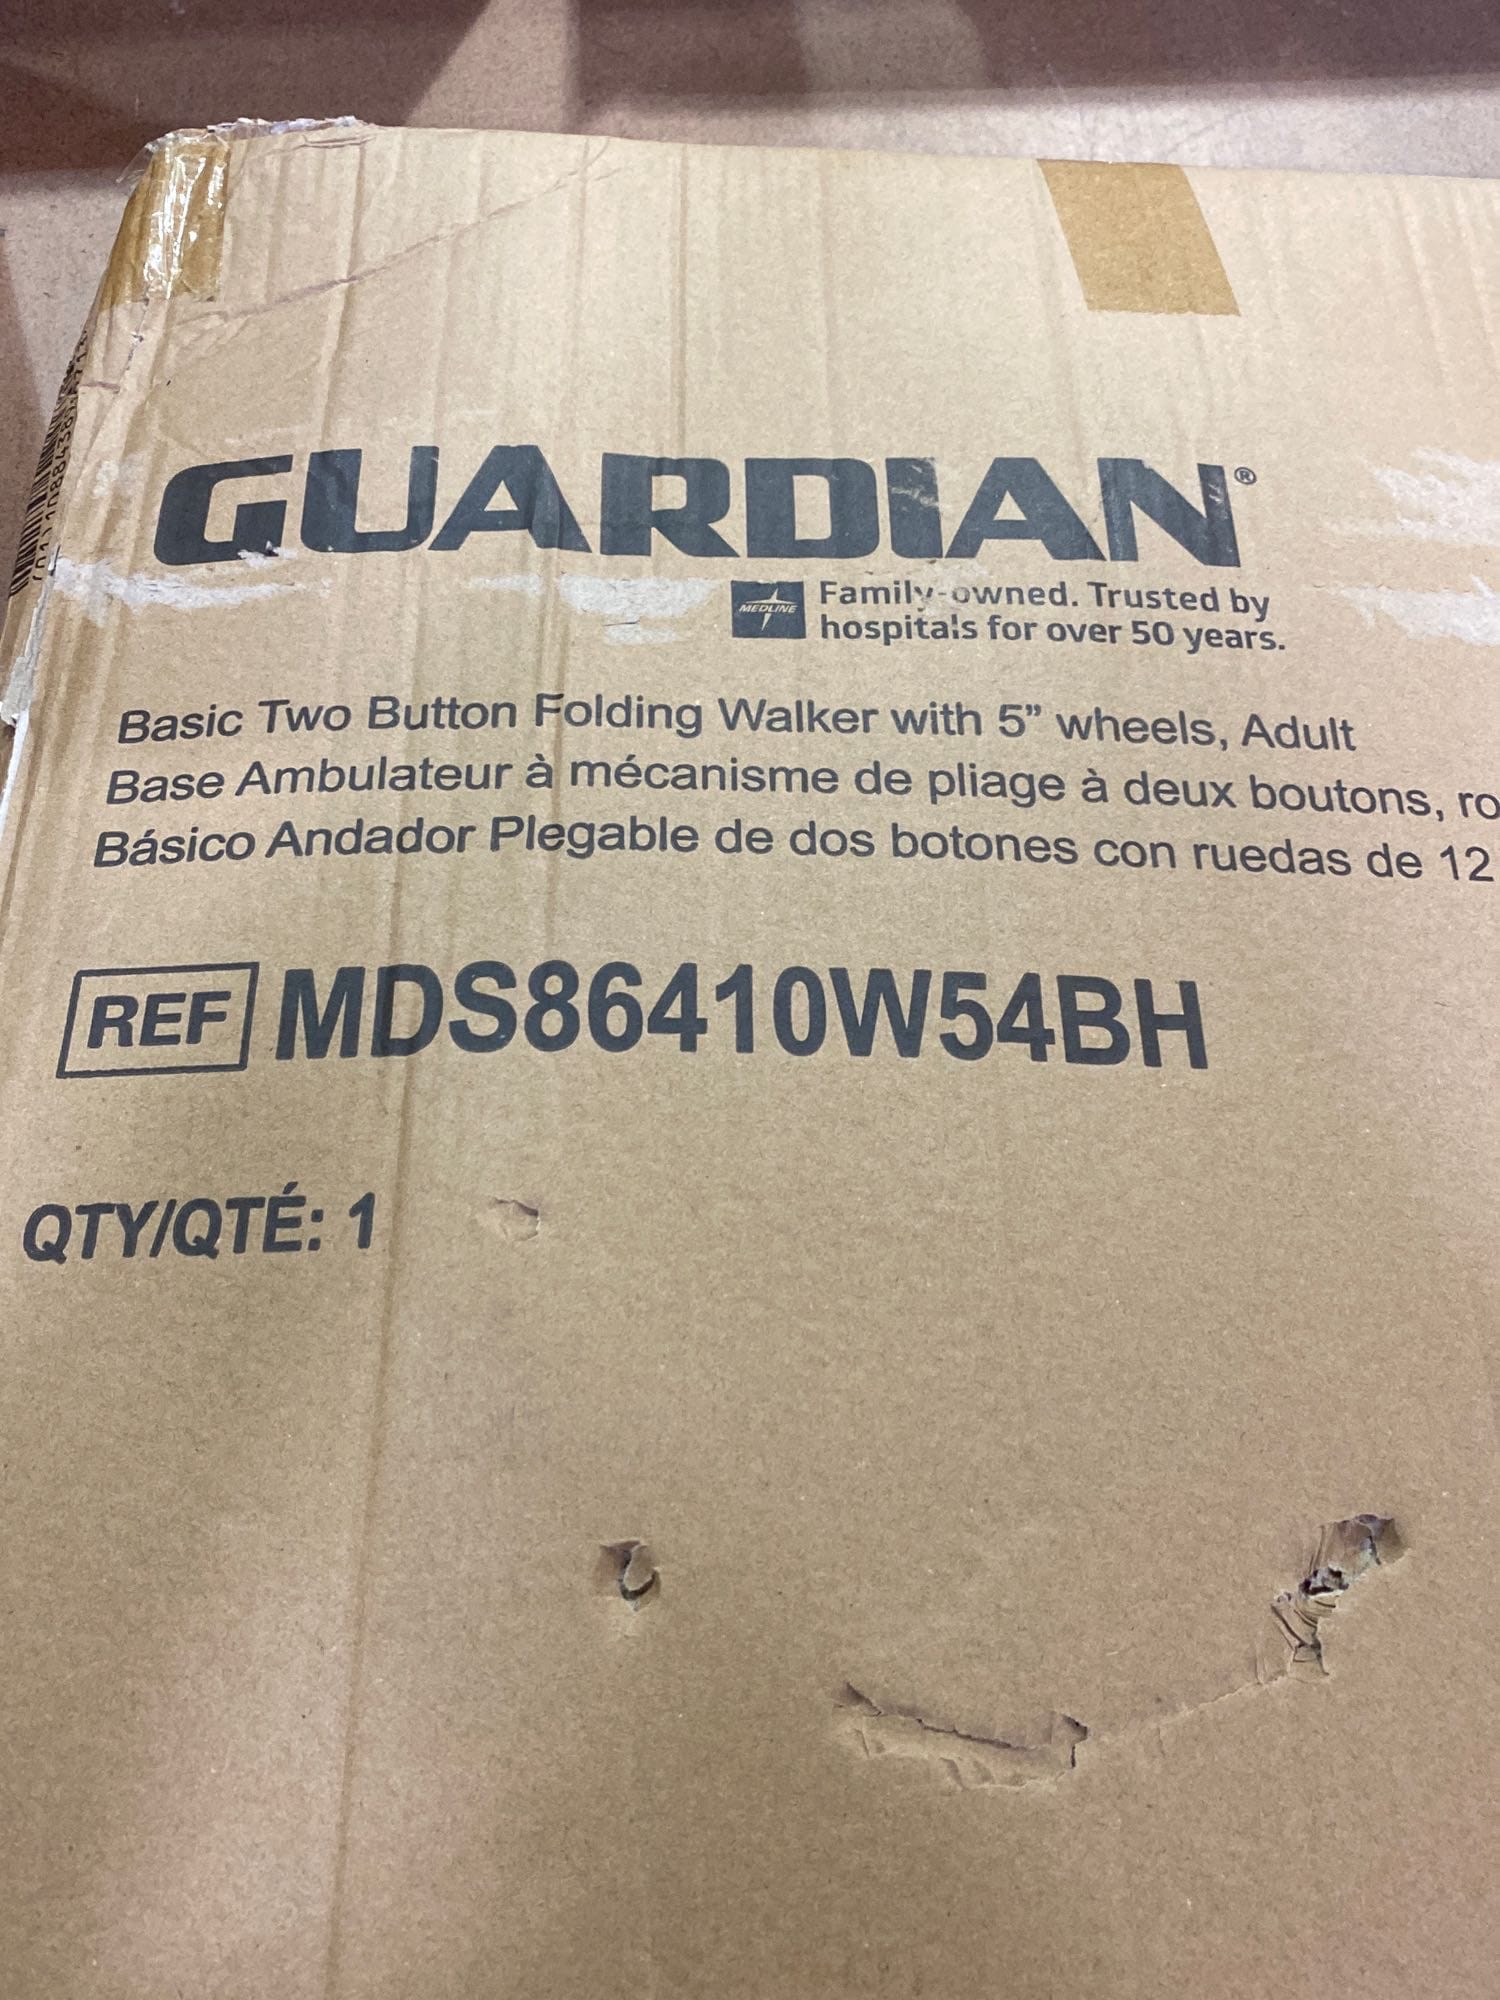 GUARDIAN®
MEDLINE
Family-owned. Trusted by
hospitals for over 50 years.
Basic Two Button Folding Walker with 5” wheels, Adult
Base Ambulateur à mécanisme de pliage à deux boutons, ro
Básico Andador Plegable de dos botones con ruedas de 12
REF MDS86410W54BH
QTY/QTÉ: 1